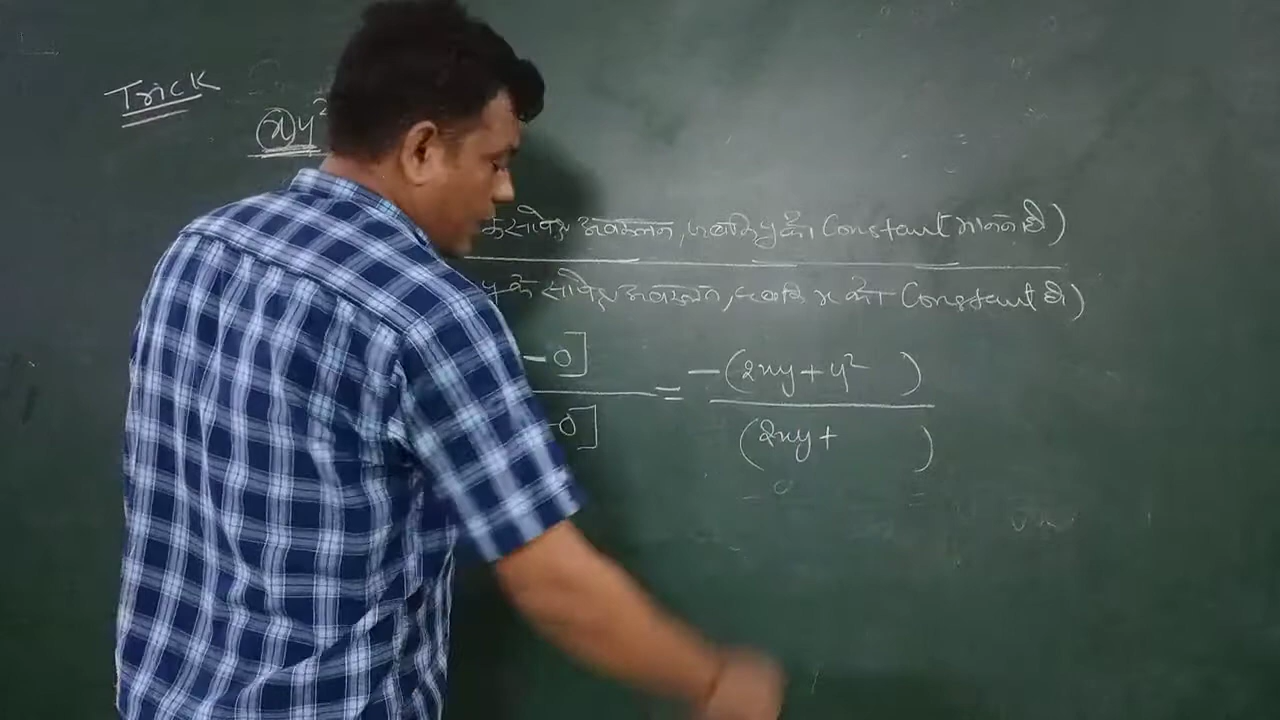 Trick
(x)y²
के सापेक्ष अवकलन, जबकि y को Constant मानते है)
y के सापेक्ष अवकलन, जबकि x को Constant है)
-0] = -(2xy+y² )
-0] (2xy+ )